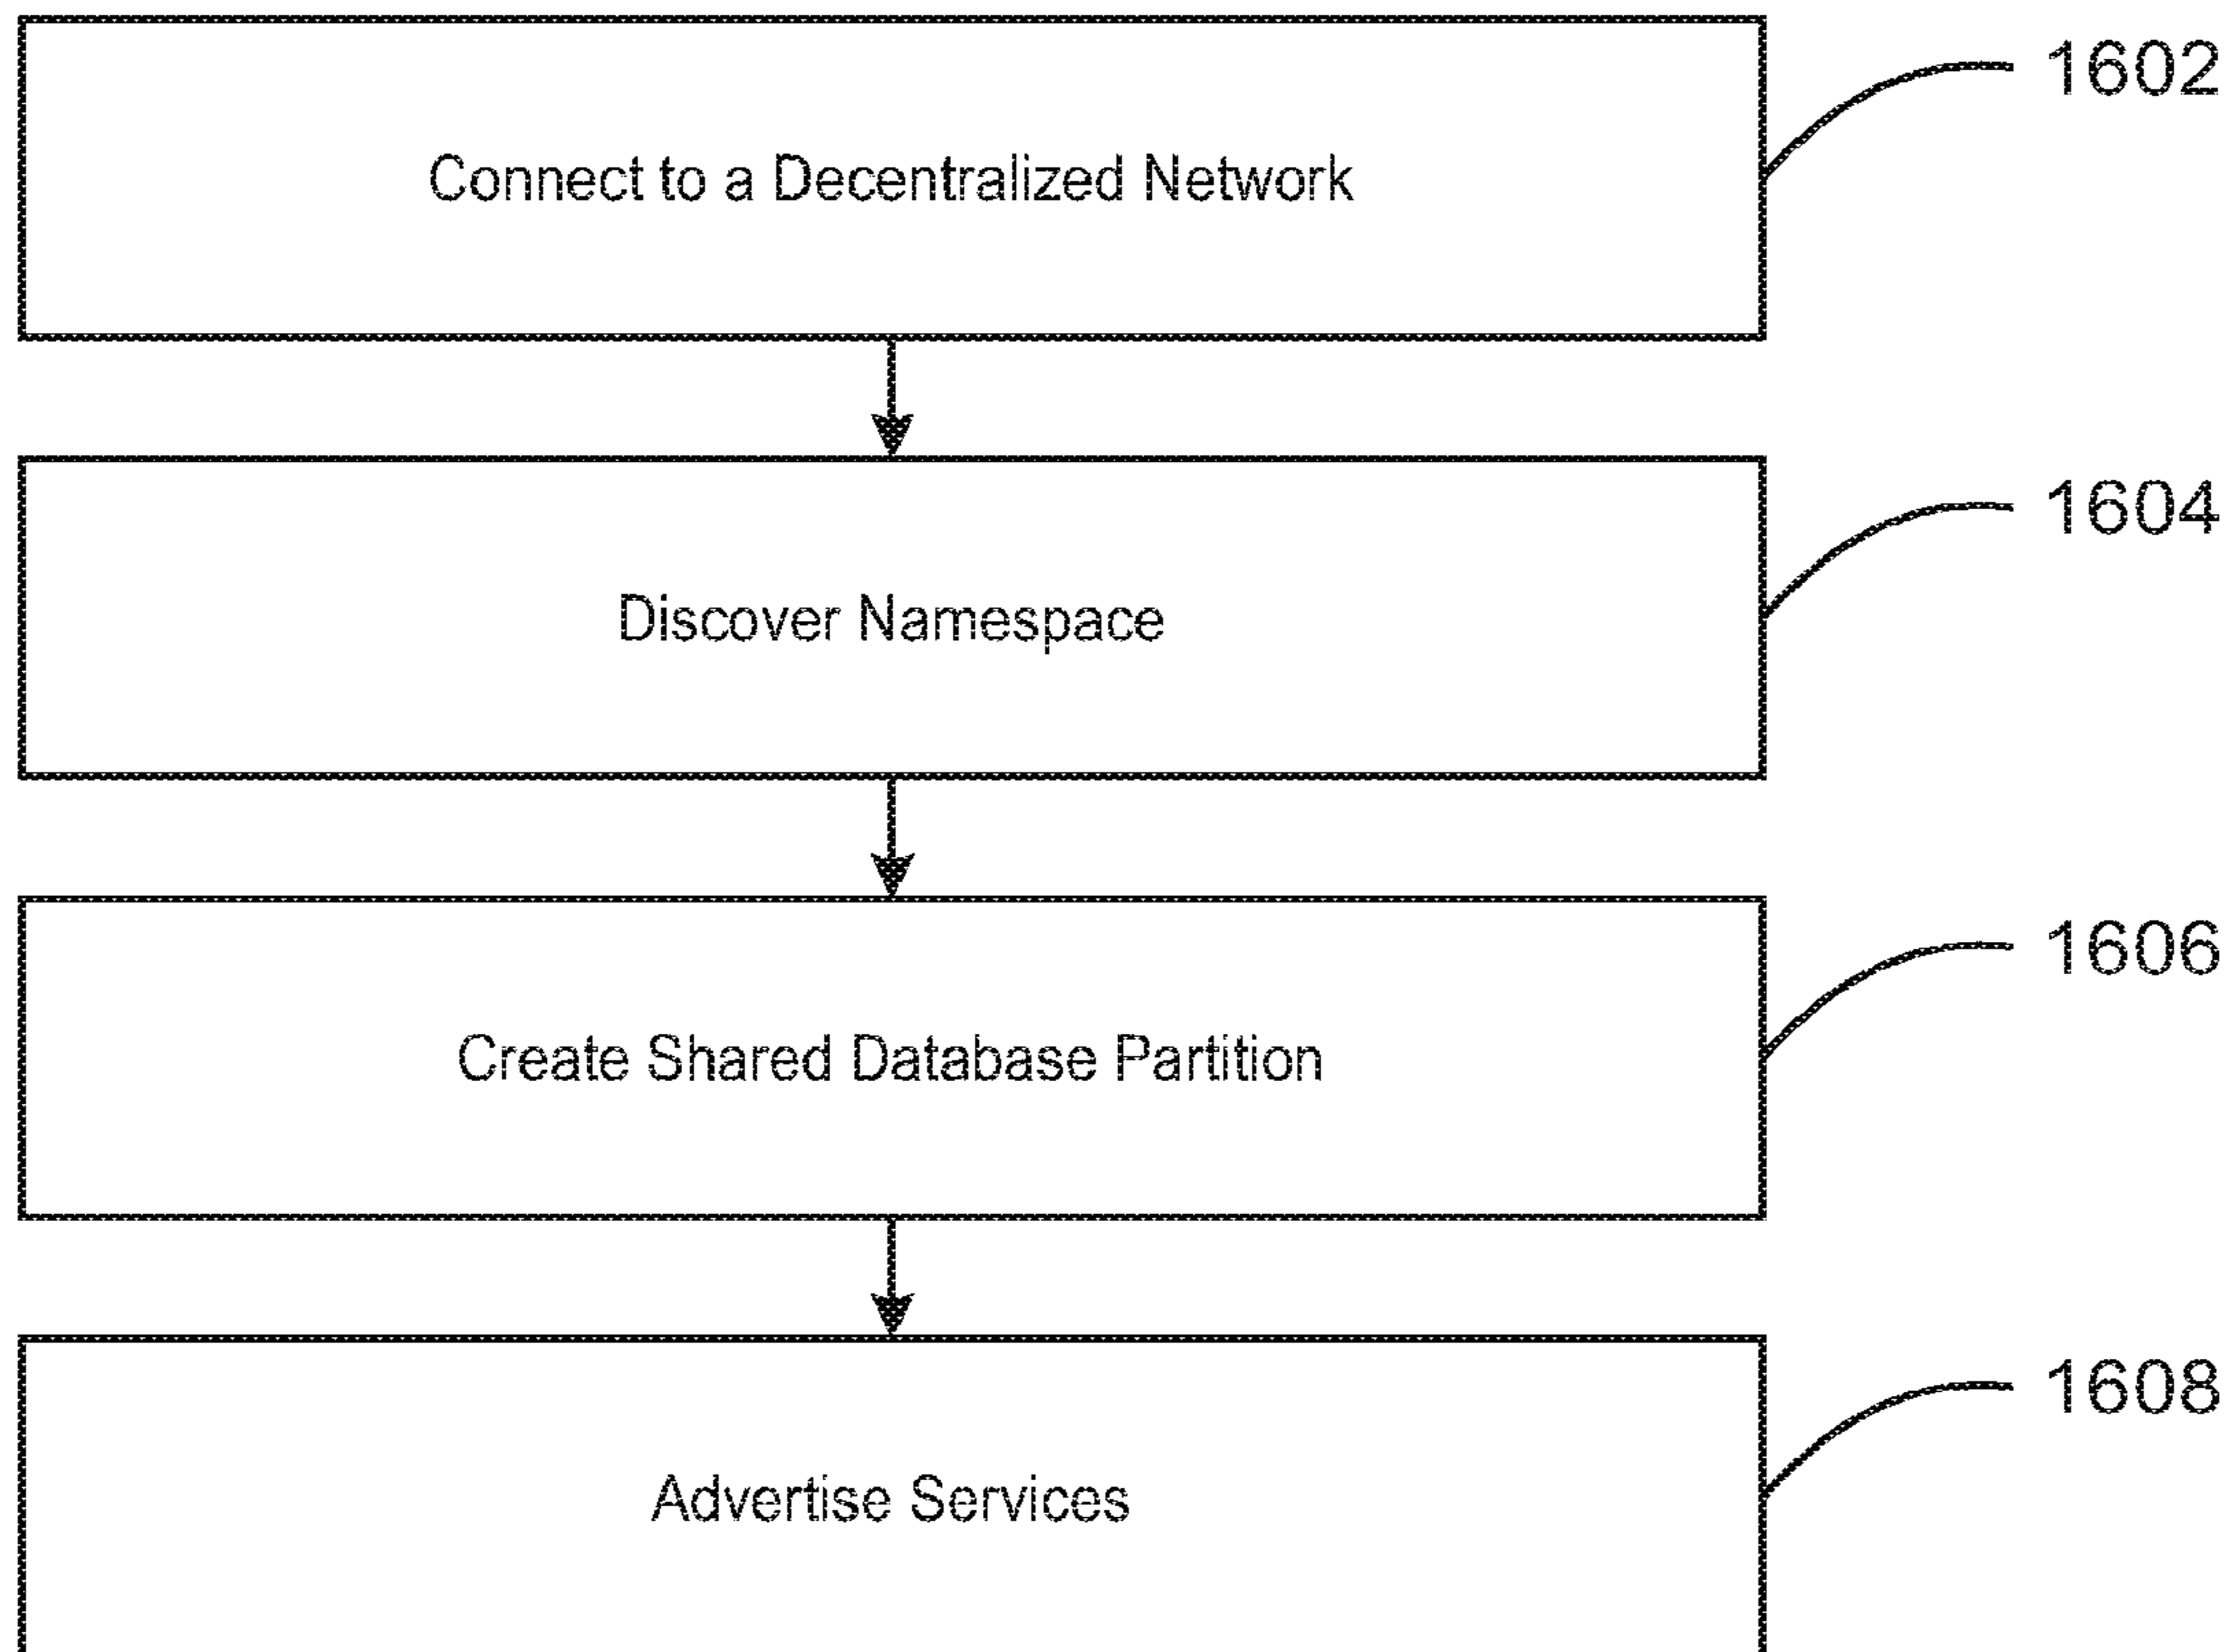 Connect to a Decentralized Network
1602
Discover Namespace
1604
Create Shared Database Partition
1606
Advertise Services
1608